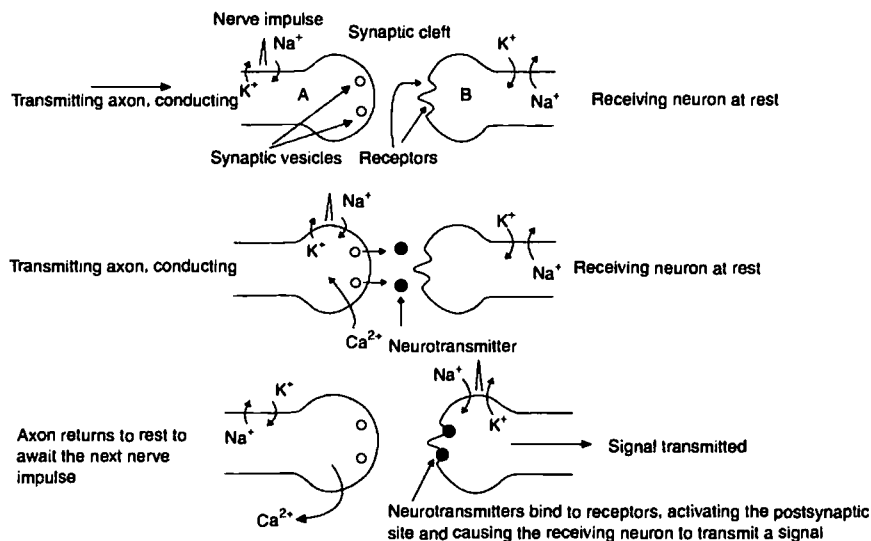 Nerve impulse
Na⁺
Synaptic cleft
K⁺
K⁺
A
B
Na⁺
Transmitting axon, conducting
Receiving neuron at rest
Synaptic vesicles
Receptors
Na⁺
K⁺
K⁺
Transmitting axon, conducting
Na⁺
Receiving neuron at rest
Ca²⁺
Neurotransmitter
K⁺
Na⁺
Na⁺
K⁺
Axon returns to rest to
await the next nerve
impulse
Signal transmitted
Ca²⁺
Neurotransmitters bind to receptors, activating the postsynaptic
site and causing the receiving neuron to transmit a signal